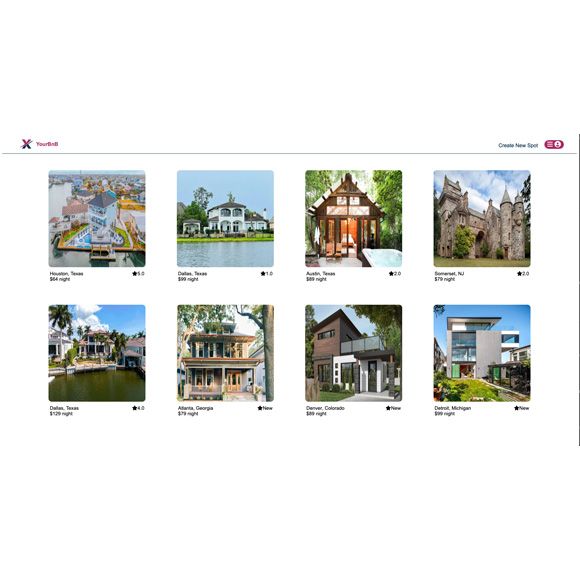 YourBnB
Create New Spot
Houston, Texas ★5.0
$64 night
Dallas, Texas ★1.0
$99 night
Austin, Texas ★2.0
$89 night
Somerset, NJ ★2.0
$79 night
Dallas, Texas ★4.0
$129 night
Atlanta, Georgia ★New
$79 night
Denver, Colorado ★New
$89 night
Detroit, Michigan ★New
$99 night